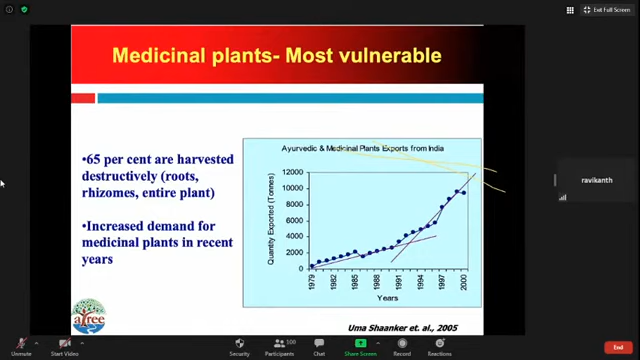 Exit Full Screen
Medicinal plants- Most vulnerable
•65 per cent are harvested
destructively (roots,
rhizomes, entire plant)
•Increased demand for
medicinal plants in recent
years
Ayurvedic & Medicinal Plants Exports from India
Quantity Exported (Tonnes)
12000
10000
8000
6000
4000
2000
0
1979
1982
1985
1988
1991
1994
1997
2000
Years
Uma Shaanker et. al., 2005
atree
ravikanth
Unmute
Start Video
Security
Participants
100
Chat
Share Screen
Record
Reactions
End